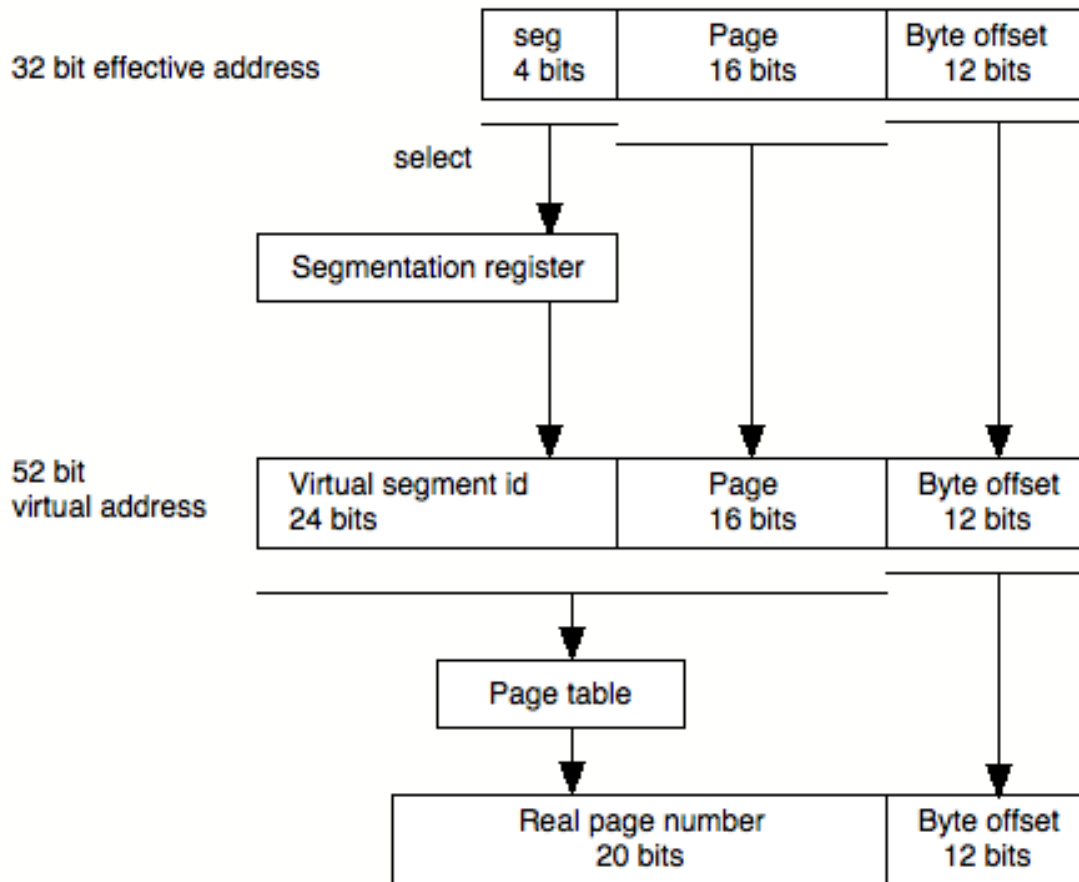 seg
4 bits
Page
16 bits
Byte offset
12 bits
32 bit effective address
select
Segmentation register
52 bit
virtual address
Virtual segment id
24 bits
Page
16 bits
Byte offset
12 bits
Page table
Real page number
20 bits
Byte offset
12 bits